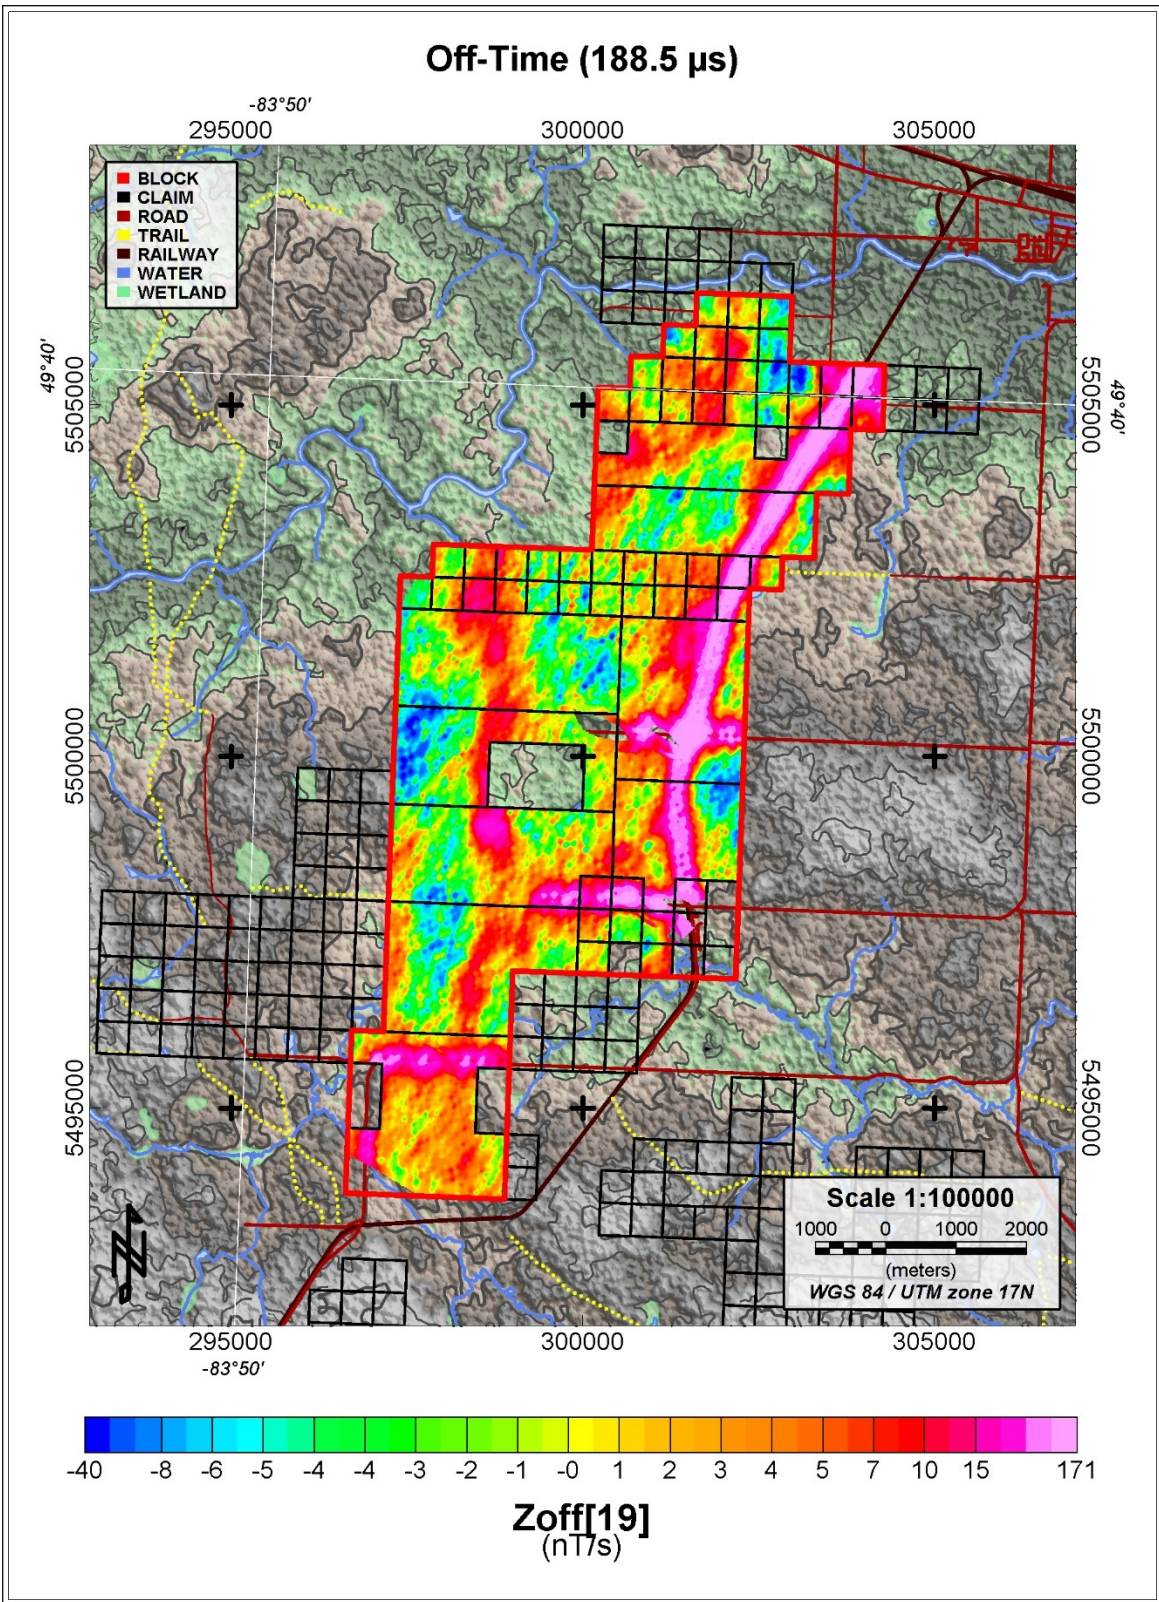 Off-Time (188.5 µs)
-83°50'
295000 300000 305000
BLOCK
CLAIM
ROAD
TRAIL
RAILWAY
WATER
WETLAND
49°40'
5505000
5505000
49°40'
5500000
5500000
5495000
5495000
Scale 1:100000
1000 0 1000 2000
(meters)
WGS 84 / UTM zone 17N
295000 300000 305000
-83°50'
-40 -8 -6 -5 -4 -4 -3 -2 -1 -0 1 2 3 4 5 7 10 15 171
Zoff[19]
(nT/s)